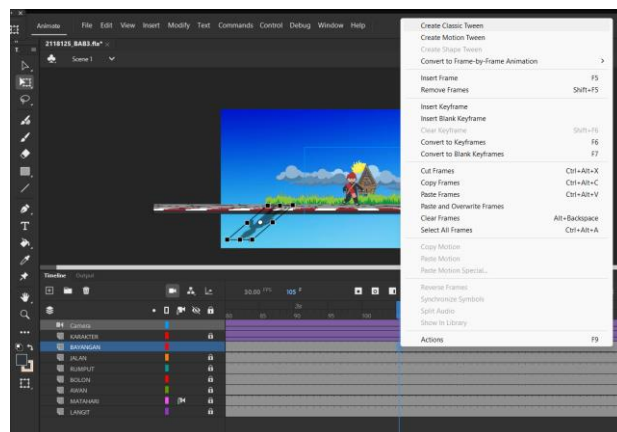 Animate File Edit View Insert Modify Text Commands Control Debug Window Help
2118125_BAB3.fla*
Scene 1
Create Classic Tween
Create Motion Tween
Create Shape Tween
Convert to Frame-by-Frame Animation
Insert Frame F5
Remove Frames Shift+F5
Insert Keyframe
Insert Blank Keyframe
Clear Keyframe Shift+F6
Convert to Keyframes F6
Convert to Blank Keyframes F7
Cut Frames Ctrl+Alt+X
Copy Frames Ctrl+Alt+C
Paste Frames Ctrl+Alt+V
Paste and Overwrite Frames
Clear Frames Alt+Backspace
Select All Frames Ctrl+Alt+A
Copy Motion
Paste Motion
Paste Motion Special...
Reverse Frames
Synchronize Symbols
Split Audio
Show In Library
Actions F9
Timeline Output
30.00 FPS 105 F
80 85 90 95 100
Camera
KARAKTER
BAYANGAN
JALAN
RUMPUT
BOLON
AWAN
MATAHARI
LANGIT